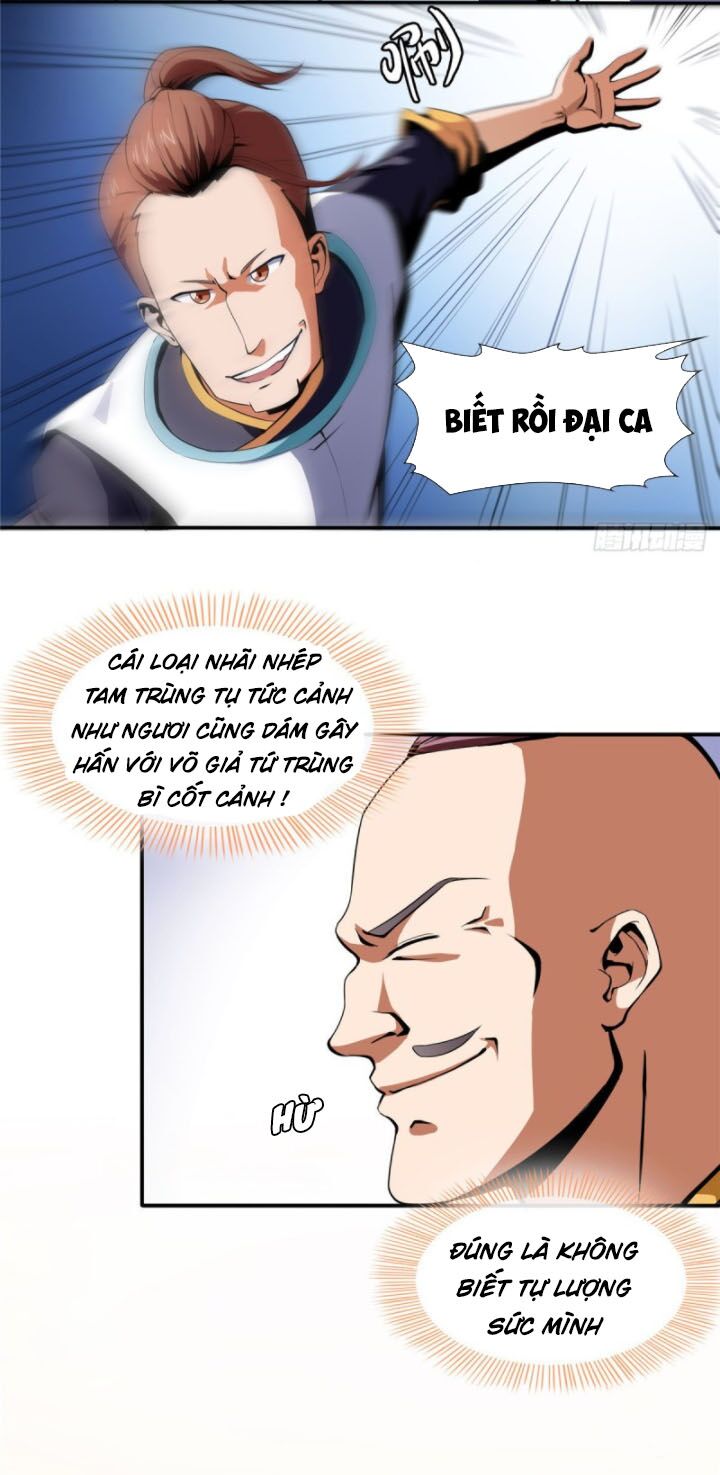 唰
BIẾT RỒI ĐẠI CA
CÁI LOẠI NHÃI NHÉP
TAM TRÙNG TỤ TỨC CẢNH
NHƯ NGƯƠI CŨNG DÁM GÂY
HẤN VỚI VÕ GIẢ TỨ TRÙNG
BÌ CỐT CẢNH !
HỪ
ĐÚNG LÀ KHÔNG
BIẾT TỰ LƯỢNG
SỨC MÌNH